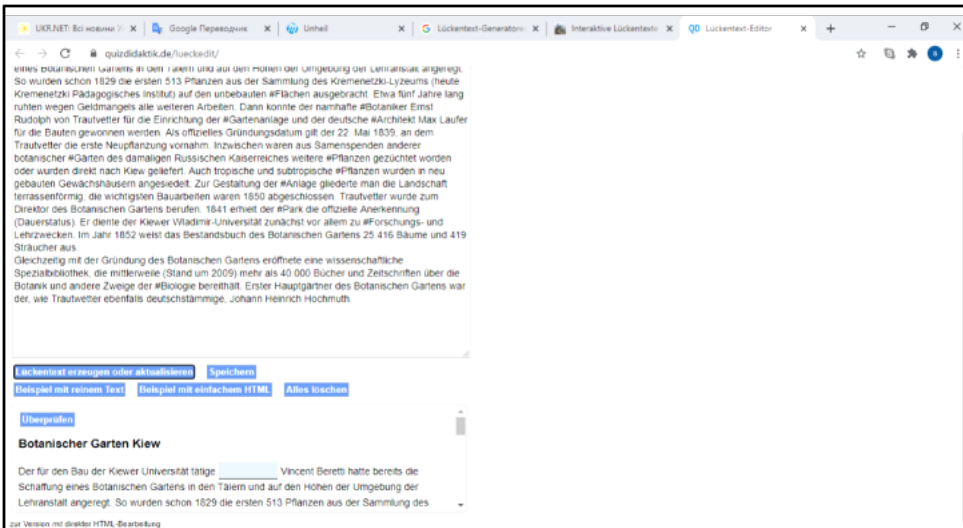 UKR.NET: Всі новини У
Google Переводчик
Unheil
Lückentext-Generatoren
Interaktive Lückentexte
QD Lückentext-Editor
quizdidaktik.de/lueckedit/
eines Botanischen Gartens in den Tälern und auf den Höhen der Umgebung der Lehranstalt angeregt.
So wurden schon 1829 die ersten 513 Pflanzen aus der Sammlung des Kremenetzki-Lyzeums (heute
Kremenetzki Pädagogisches Institut) auf den unbebauten #Flächen ausgebracht. Etwa fünf Jahre lang
ruhten wegen Geldmangels alle weiteren Arbeiten. Dann konnte der namhafte #Botaniker Ernst
Rudolph von Trautvetter für die Einrichtung der #Gartenanlage und der deutsche #Architekt Max Laufer
für die Bauten gewonnen werden. Als offizielles Gründungsdatum gilt der 22. Mai 1839, an dem
Trautvetter die erste Neupflanzung vornahm. Inzwischen waren aus Samenspenden anderer
botanischer #Gärten des damaligen Russischen Kaiserreiches weitere #Pflanzen gezüchtet worden
oder wurden direkt nach Kiew geliefert. Auch tropische und subtropische #Pflanzen wurden in neu
gebauten Gewächshäusern angesiedelt. Zur Gestaltung der #Anlage gliederte man die Landschaft
terrassenförmig, die wichtigsten Bauarbeiten waren 1850 abgeschlossen. Trautvetter wurde zum
Direktor des Botanischen Gartens berufen. 1841 erhielt der #Park die offizielle Anerkennung
(Dauerstatus). Er diente der Kiewer Wladimir-Universität zunächst vor allem zu #Forschungs- und
Lehrzwecken. Im Jahr 1852 weist das Bestandsbuch des Botanischen Gartens 25.416 Bäume und 419
Sträucher aus.
Gleichzeitig mit der Gründung des Botanischen Gartens eröffnete eine wissenschaftliche
Spezialbibliothek, die mittlerweile (Stand um 2009) mehr als 40.000 Bücher und Zeitschriften über die
Botanik und andere Zweige der #Biologie bereithält. Erster Hauptgärtner des Botanischen Gartens war
der, wie Trautvetter ebenfalls deutschstämmige, Johann Heinrich Hochmuth.
Lückentext erzeugen oder aktualisieren Speichern
Beispiel mit reinem Text Beispiel mit einfachem HTML Alles löschen
Überprüfen
Botanischer Garten Kiew
Der für den Bau der Kiewer Universität tätige Vincent Beretti hatte bereits die
Schaffung eines Botanischen Gartens in den Tälern und auf den Höhen der Umgebung der
Lehranstalt angeregt. So wurden schon 1829 die ersten 513 Pflanzen aus der Sammlung des
zur Version mit direkter HTML-Bearbeitung